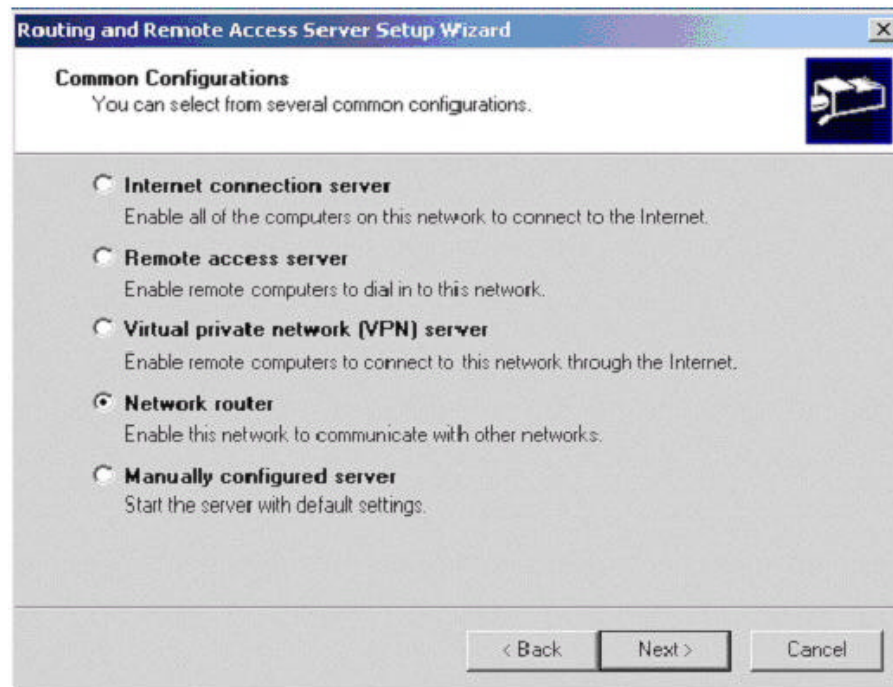 Routing and Remote Access Server Setup Wizard
Common Configurations
You can select from several common configurations.
Internet connection server
Enable all of the computers on this network to connect to the Internet.
Remote access server
Enable remote computers to dial in to this network.
Virtual private network (VPN) server
Enable remote computers to connect to this network through the Internet.
Network router
Enable this network to communicate with other networks.
Manually configured server
Start the server with default settings.
< Back Next > Cancel